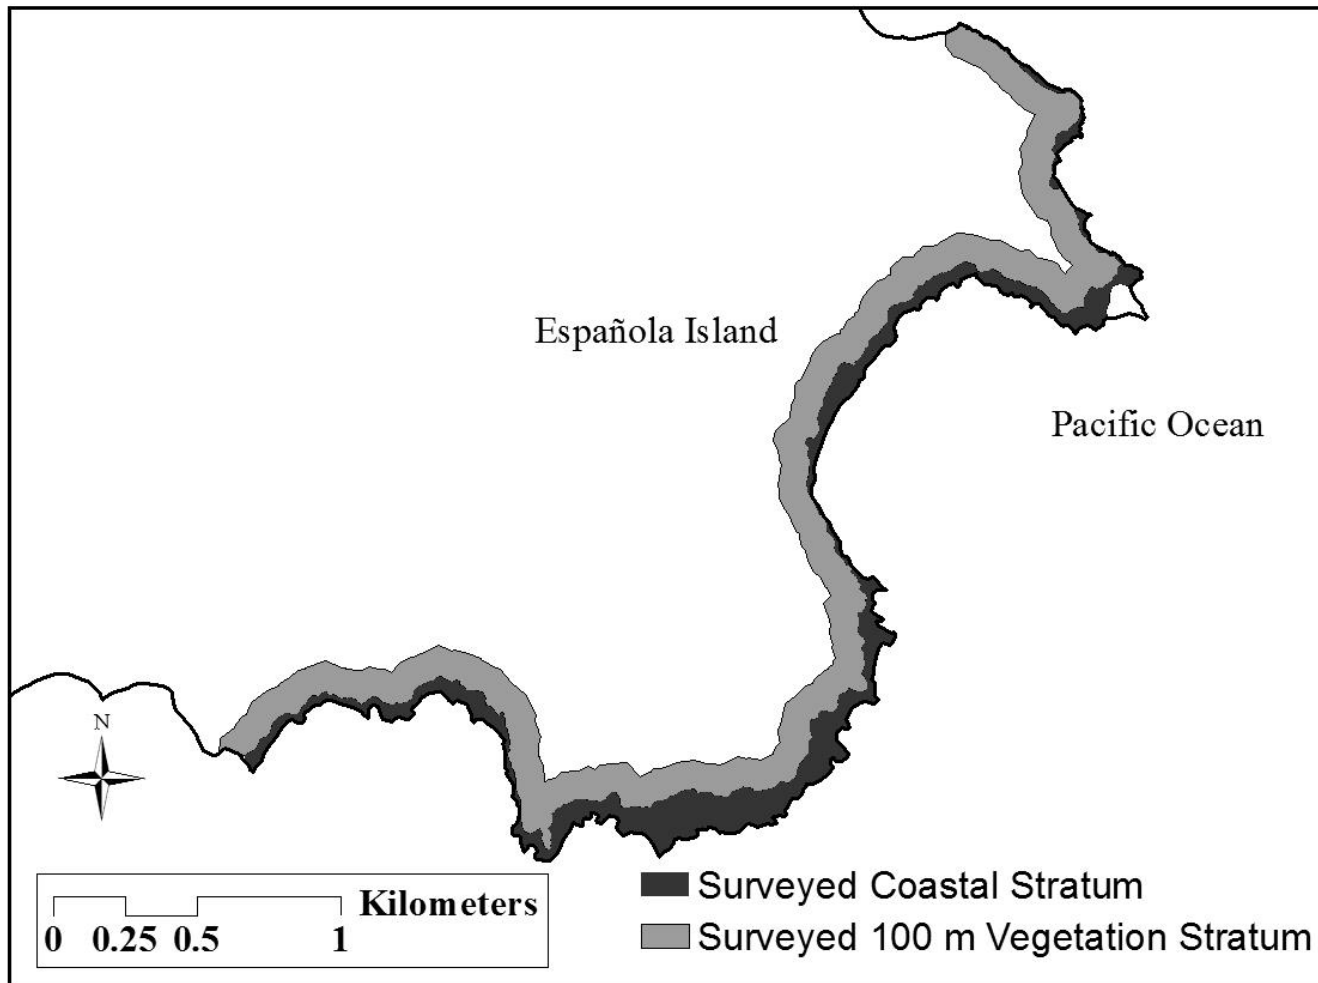 Española Island
Pacific Ocean
N
Kilometers
0 0.25 0.5 1
Surveyed Coastal Stratum
Surveyed 100 m Vegetation Stratum